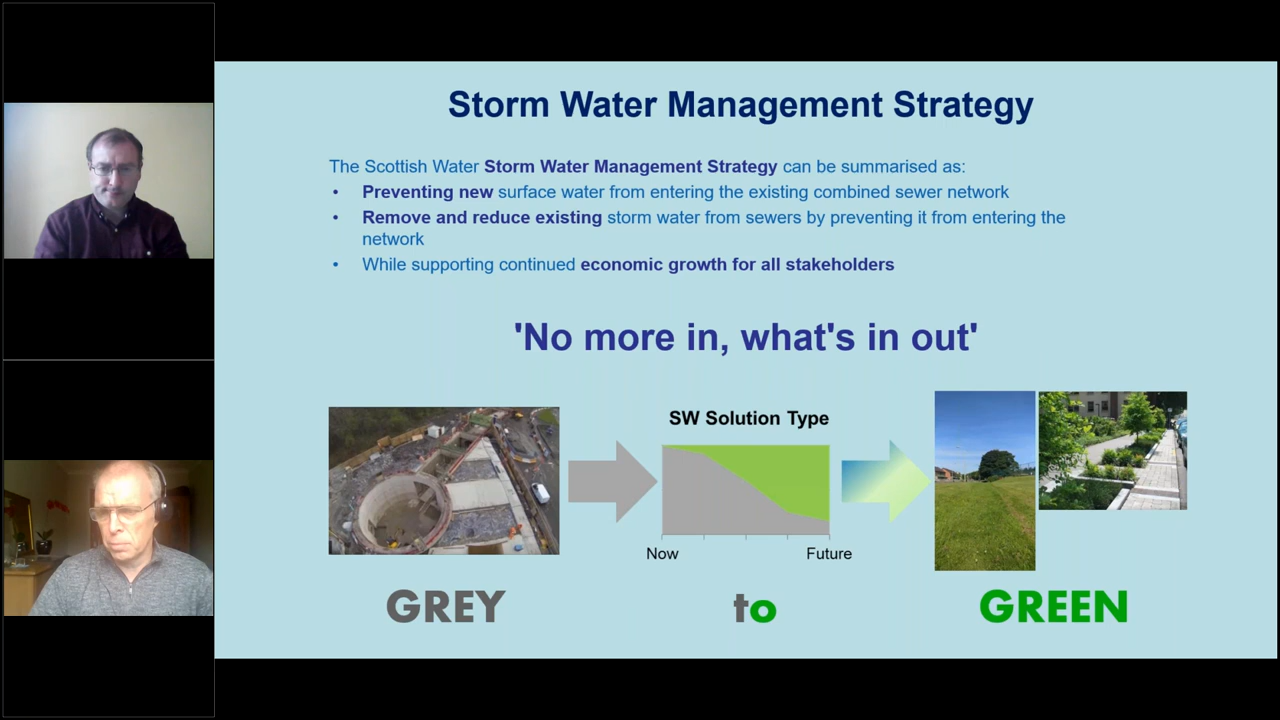 Storm Water Management Strategy
The Scottish Water Storm Water Management Strategy can be summarised as:
• Preventing new surface water from entering the existing combined sewer network
• Remove and reduce existing storm water from sewers by preventing it from entering the
network
• While supporting continued economic growth for all stakeholders
'No more in, what's in out'
SW Solution Type
Now Future
GREY to GREEN